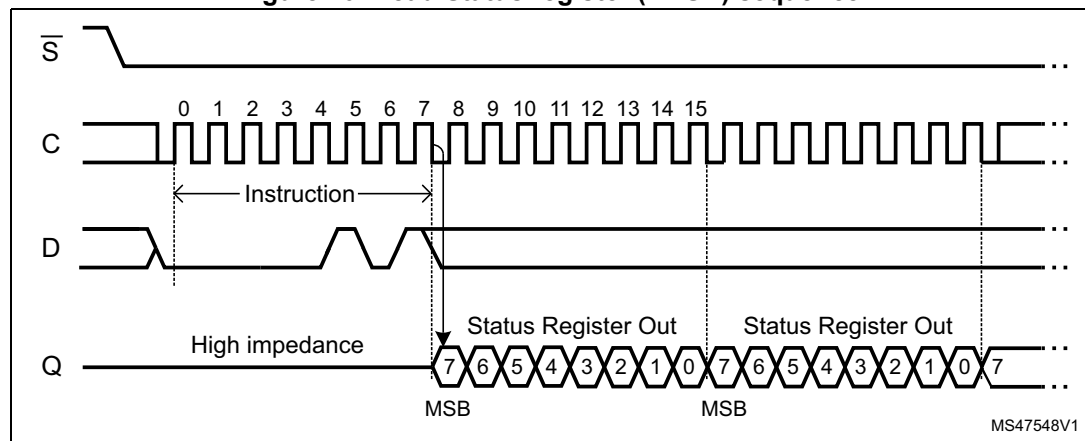 S
0 1 2 3 4 5 6 7 8 9 10 11 12 13 14 15
C
Instruction
D
High impedance
Status Register Out
Status Register Out
Q
7 6 5 4 3 2 1 0 7 6 5 4 3 2 1 0 7
MSB
MSB
MS47548V1